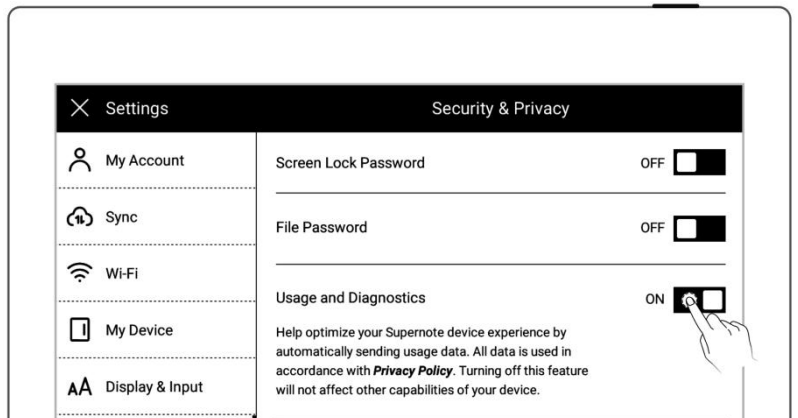 Settings
Security & Privacy
My Account
Sync
Wi-Fi
My Device
Display & Input
Screen Lock Password OFF
File Password OFF
Usage and Diagnostics ON
Help optimize your Supernote device experience by
automatically sending usage data. All data is used in
accordance with Privacy Policy. Turning off this feature
will not affect other capabilities of your device.